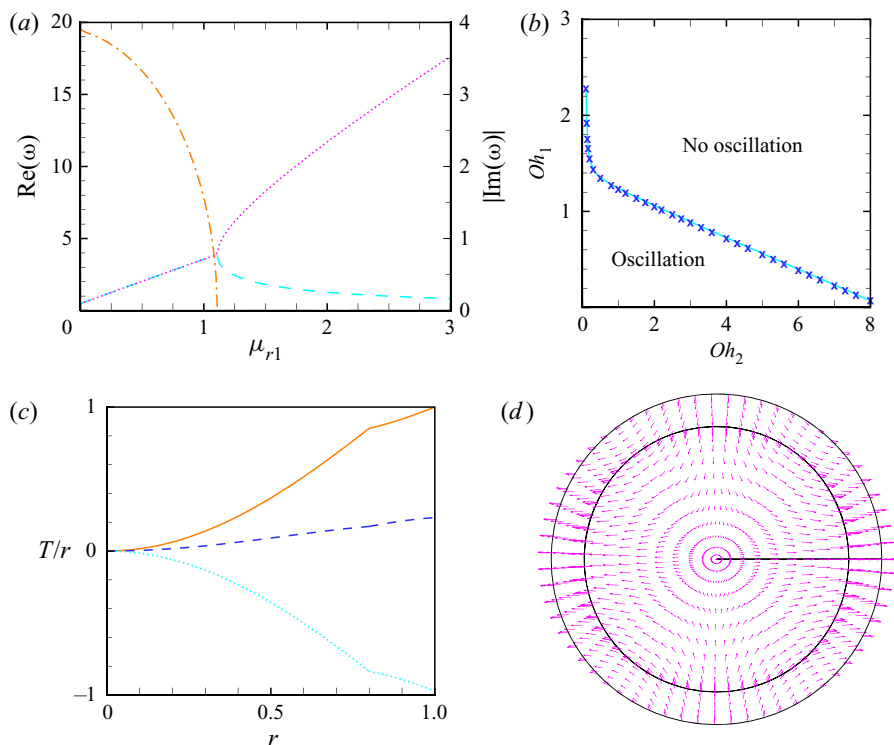 (a)
20
15
10
5
0
Re(ω)
4
3
2
1
0
|Im(ω)|
1
2
3
μr1
(b)
3
2
1
0
Oh1
No oscillation
Oscillation
0
2
4
6
8
Oh2
(c)
1
0
−1
T/r
0
0.5
1.0
r
(d)